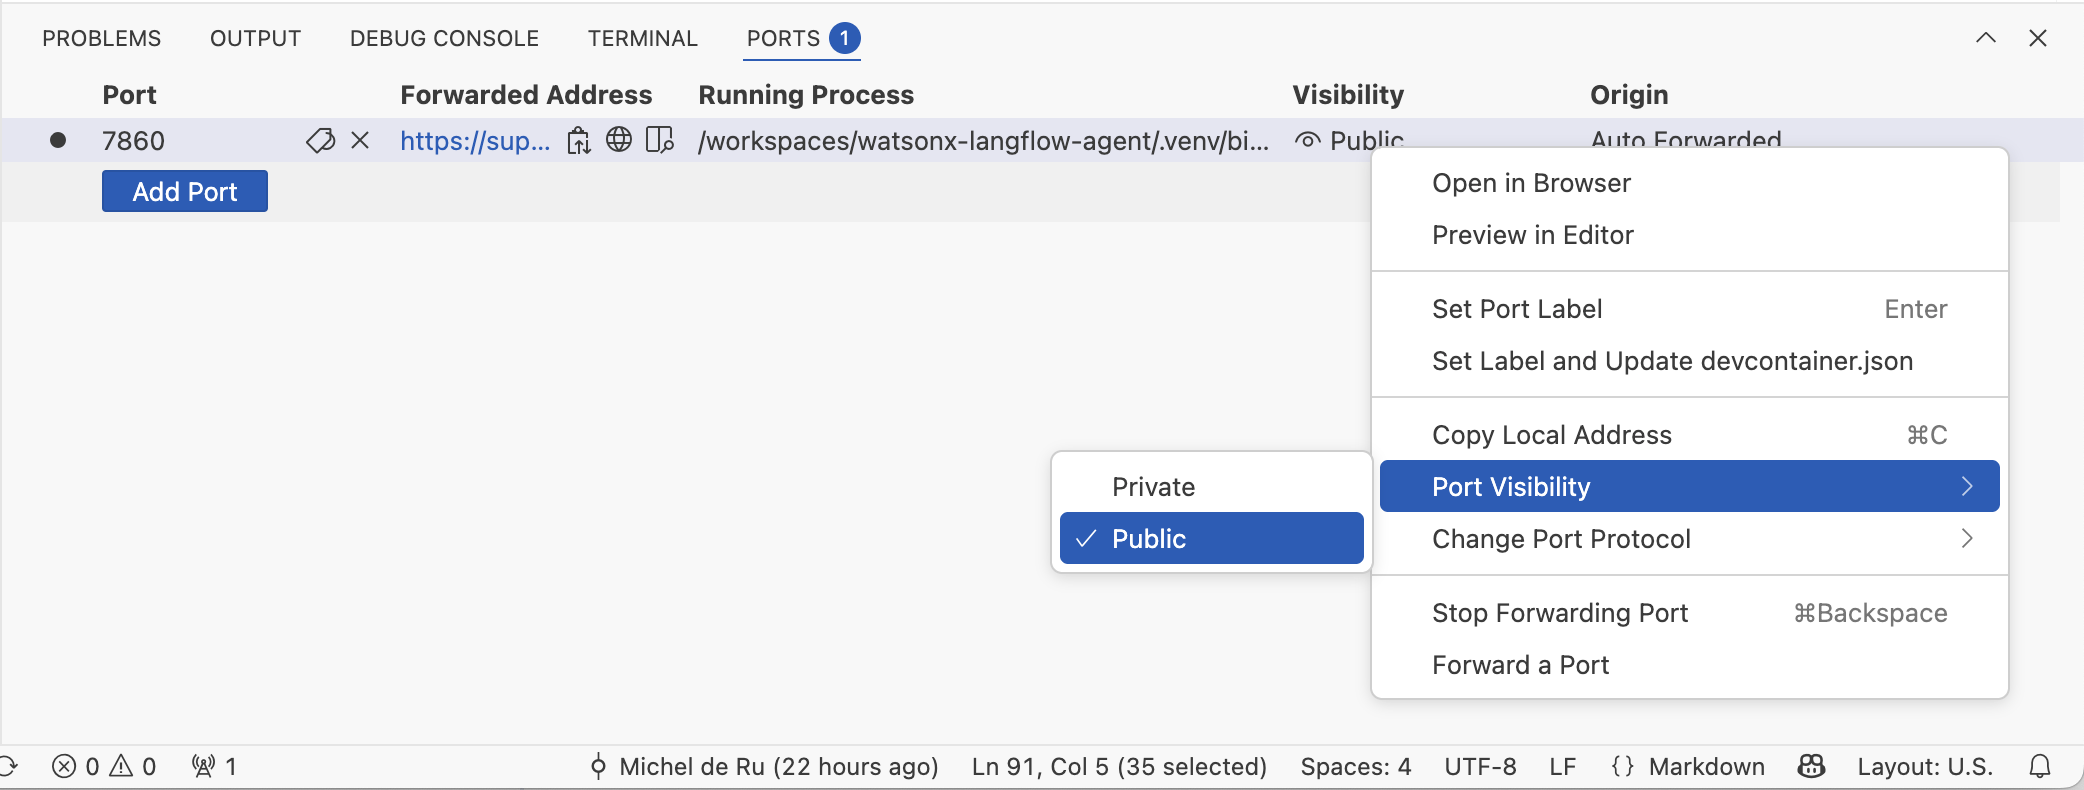 PROBLEMS OUTPUT DEBUG CONSOLE TERMINAL PORTS 1
Port Forwarded Address Running Process Visibility Origin
7860 https://sup... /workspaces/watsonx-langflow-agent/.venv/bi... Public Auto Forwarded
Add Port
Open in Browser
Preview in Editor
Set Port Label Enter
Set Label and Update devcontainer.json
Copy Local Address ⌘C
Port Visibility
Private
Public
Change Port Protocol
Stop Forwarding Port ⌘Backspace
Forward a Port
0 0 1 Michel de Ru (22 hours ago) Ln 91, Col 5 (35 selected) Spaces: 4 UTF-8 LF {} Markdown Layout: U.S.